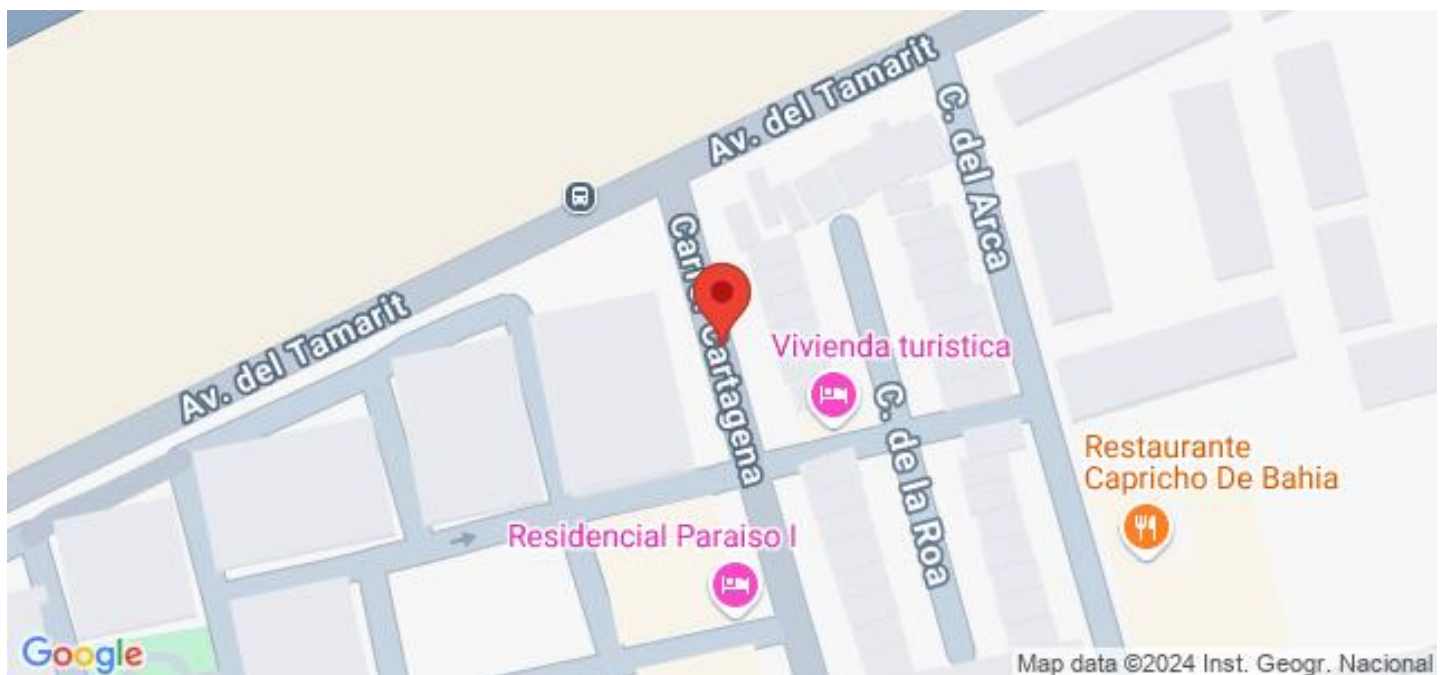 Av. del Tamarit
C. del Arca
Cartagena
Av. del Tamarit
Vivienda turistica
C. de la Roa
Restaurante
Capricho De Bahia
Residencial Paraiso I
Google
Map data ©2024 Inst. Geogr. Nacional